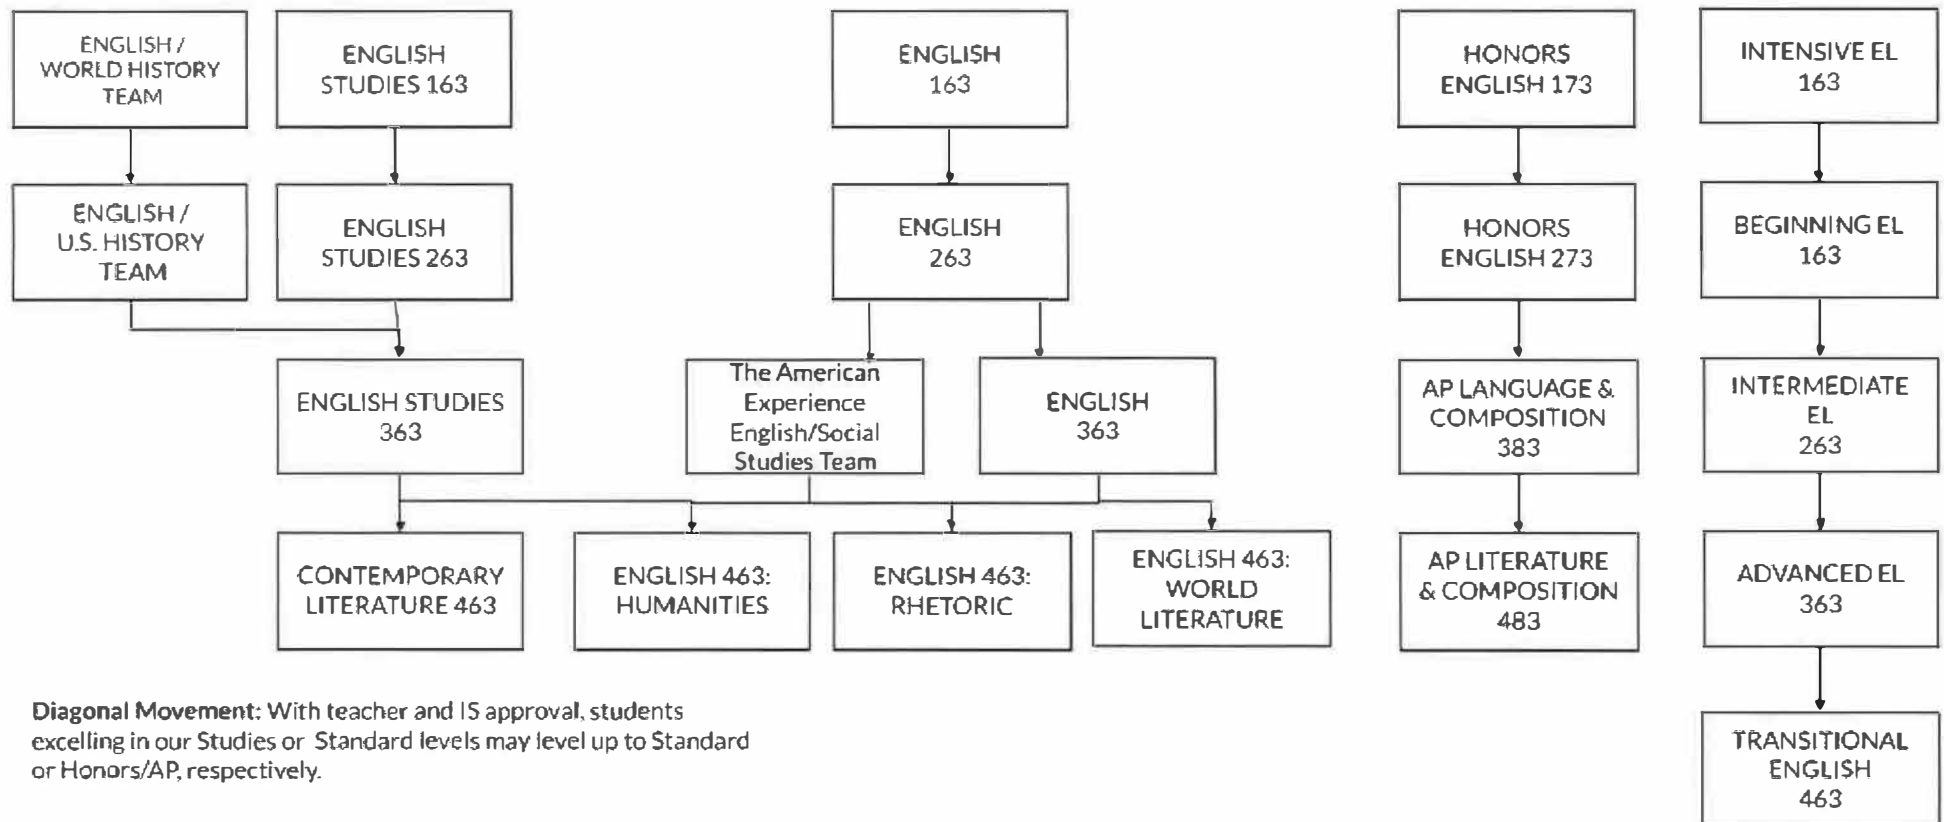 ENGLISH /
WORLD HISTORY
TEAM
ENGLISH
STUDIES 163
ENGLISH
163
HONORS
ENGLISH 173
INTENSIVE EL
163
ENGLISH /
U.S. HISTORY
TEAM
ENGLISH
STUDIES 263
ENGLISH
263
HONORS
ENGLISH 273
BEGINNING EL
163
ENGLISH STUDIES
363
The American
Experience
English/Social
Studies Team
ENGLISH
363
AP LANGUAGE &
COMPOSITION
383
INTERMEDIATE
EL
263
CONTEMPORARY
LITERATURE 463
ENGLISH 463:
HUMANITIES
ENGLISH 463:
RHETORIC
ENGLISH 463:
WORLD
LITERATURE
AP LITERATURE
& COMPOSITION
483
ADVANCED EL
363
Diagonal Movement: With teacher and IS approval, students
excelling in our Studies or Standard levels may level up to Standard
or Honors/AP, respectively.
TRANSITIONAL
ENGLISH
463